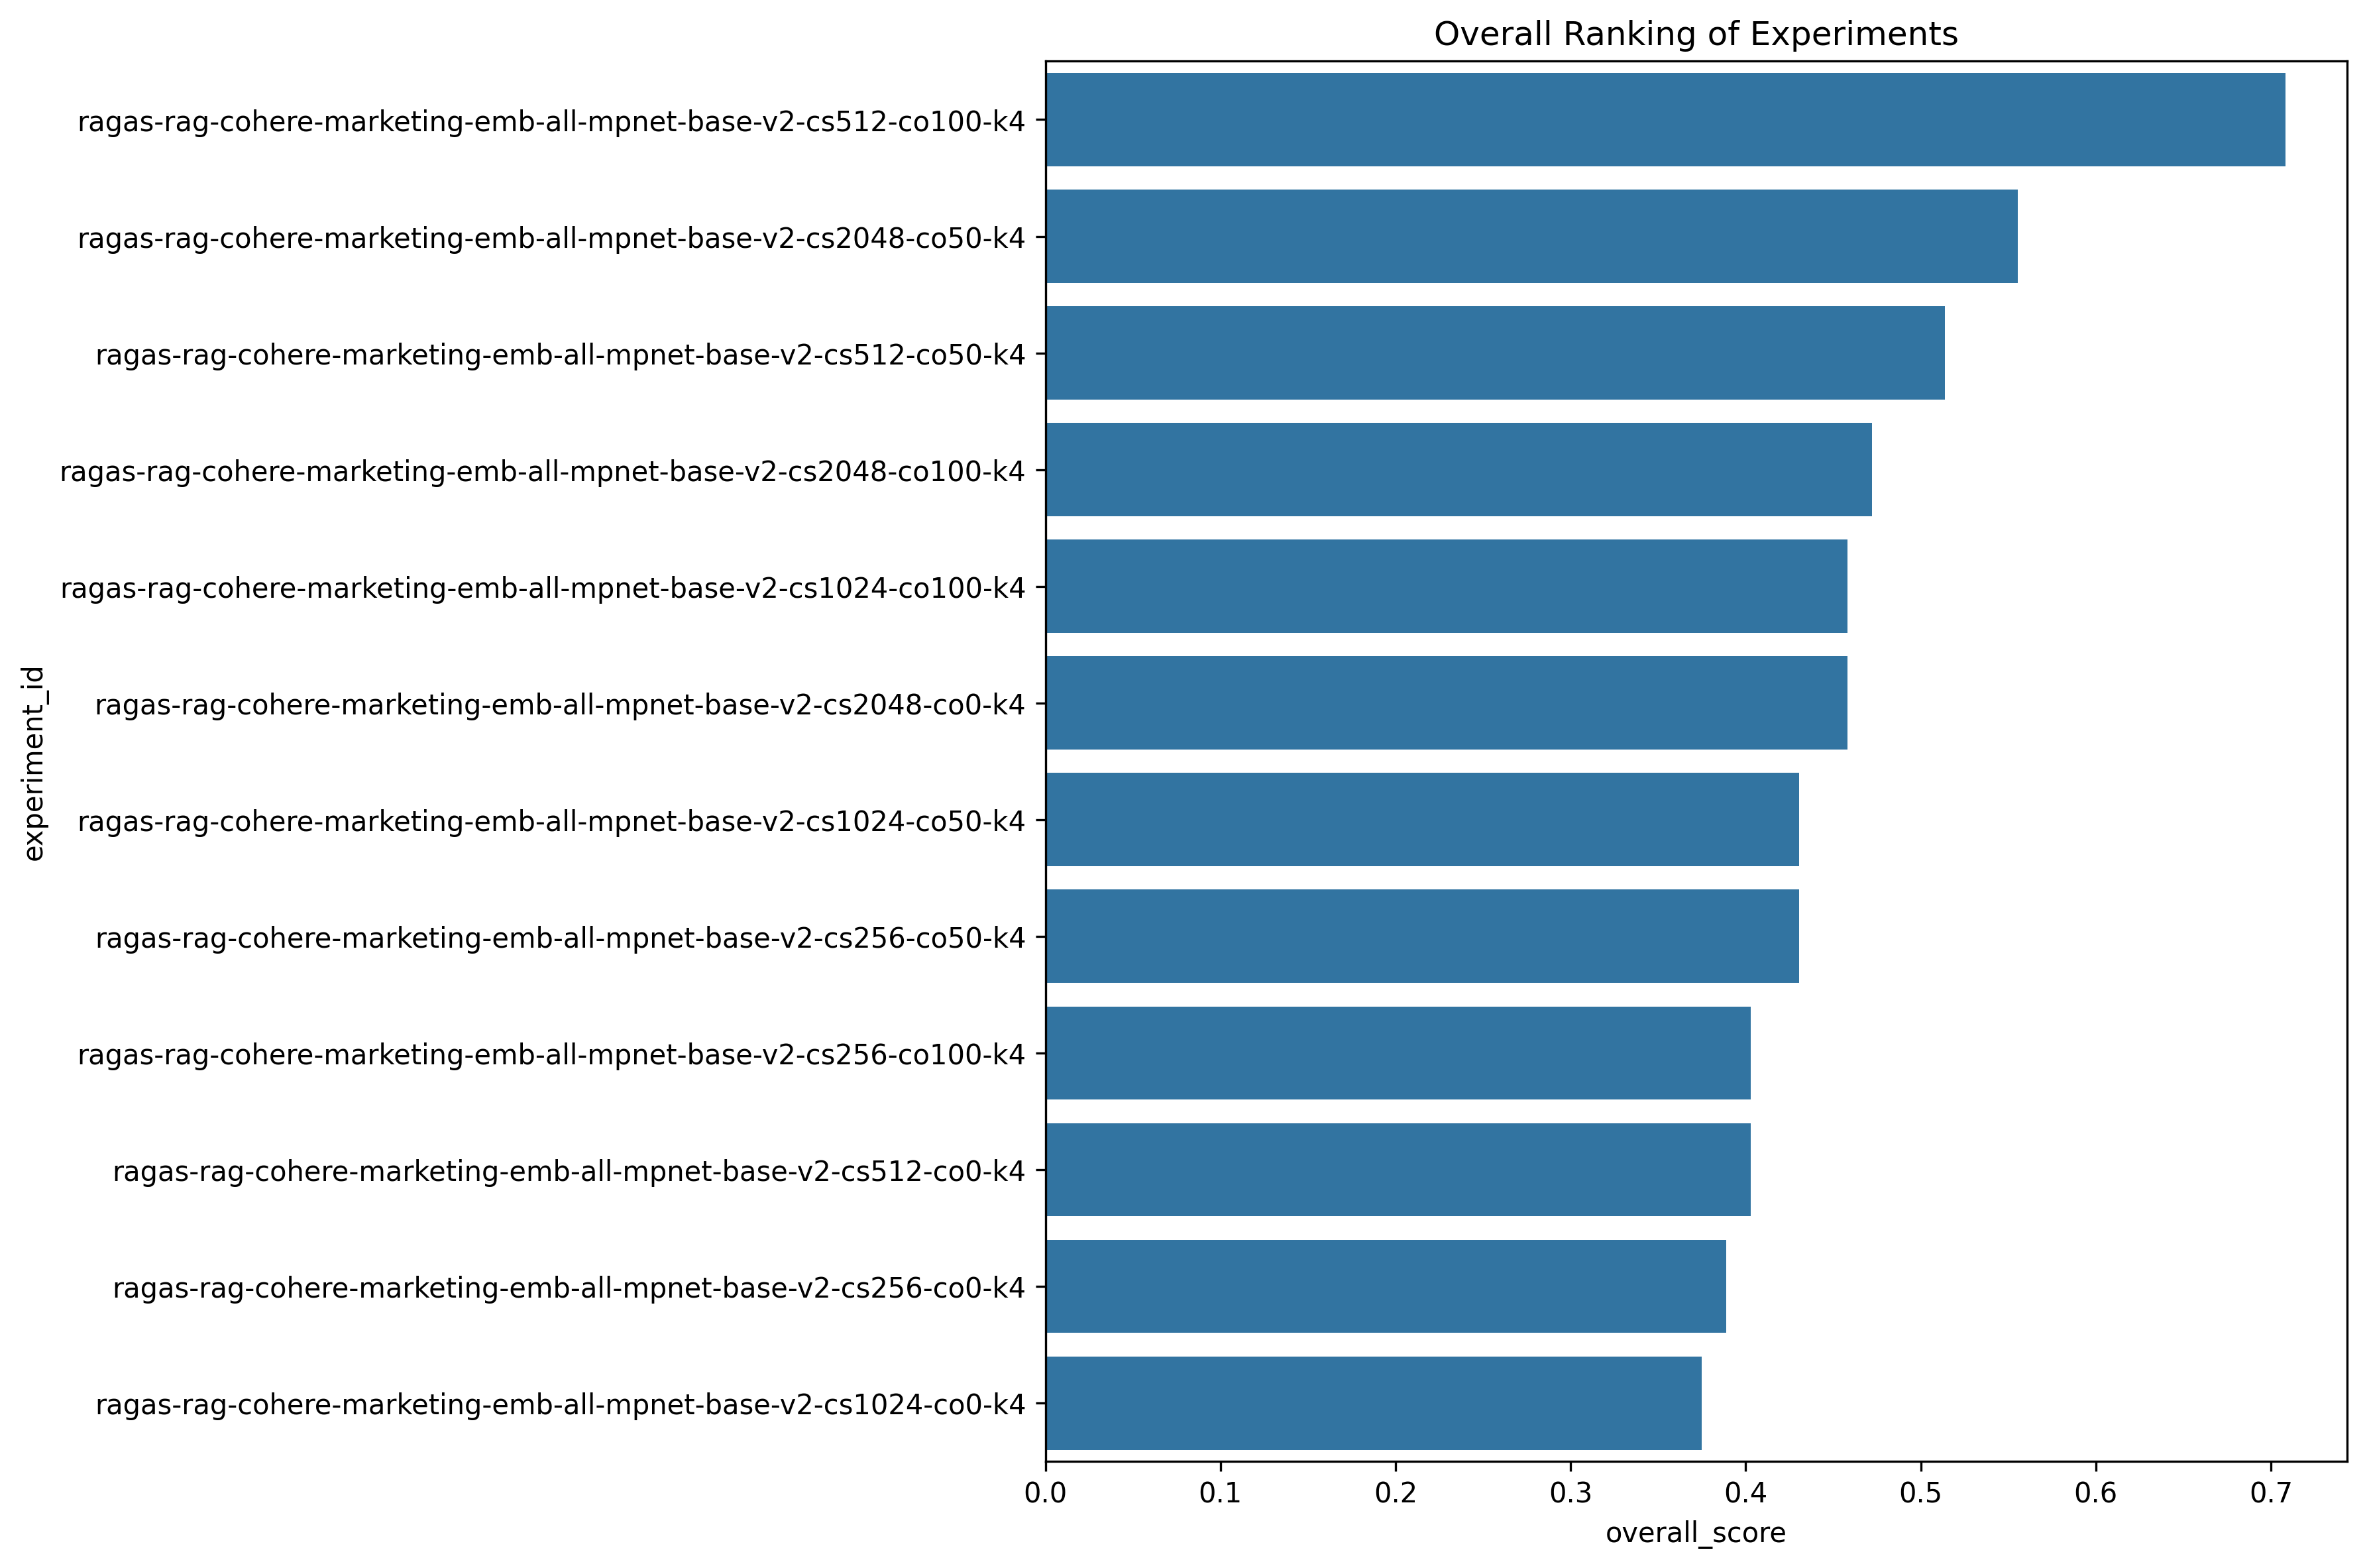 Overall Ranking of Experiments
experiment_id
ragas-rag-cohere-marketing-emb-all-mpnet-base-v2-cs512-co100-k4
ragas-rag-cohere-marketing-emb-all-mpnet-base-v2-cs2048-co50-k4
ragas-rag-cohere-marketing-emb-all-mpnet-base-v2-cs512-co50-k4
ragas-rag-cohere-marketing-emb-all-mpnet-base-v2-cs2048-co100-k4
ragas-rag-cohere-marketing-emb-all-mpnet-base-v2-cs1024-co100-k4
ragas-rag-cohere-marketing-emb-all-mpnet-base-v2-cs2048-co0-k4
ragas-rag-cohere-marketing-emb-all-mpnet-base-v2-cs1024-co50-k4
ragas-rag-cohere-marketing-emb-all-mpnet-base-v2-cs256-co50-k4
ragas-rag-cohere-marketing-emb-all-mpnet-base-v2-cs256-co100-k4
ragas-rag-cohere-marketing-emb-all-mpnet-base-v2-cs512-co0-k4
ragas-rag-cohere-marketing-emb-all-mpnet-base-v2-cs256-co0-k4
ragas-rag-cohere-marketing-emb-all-mpnet-base-v2-cs1024-co0-k4
0.0 0.1 0.2 0.3 0.4 0.5 0.6 0.7
overall_score